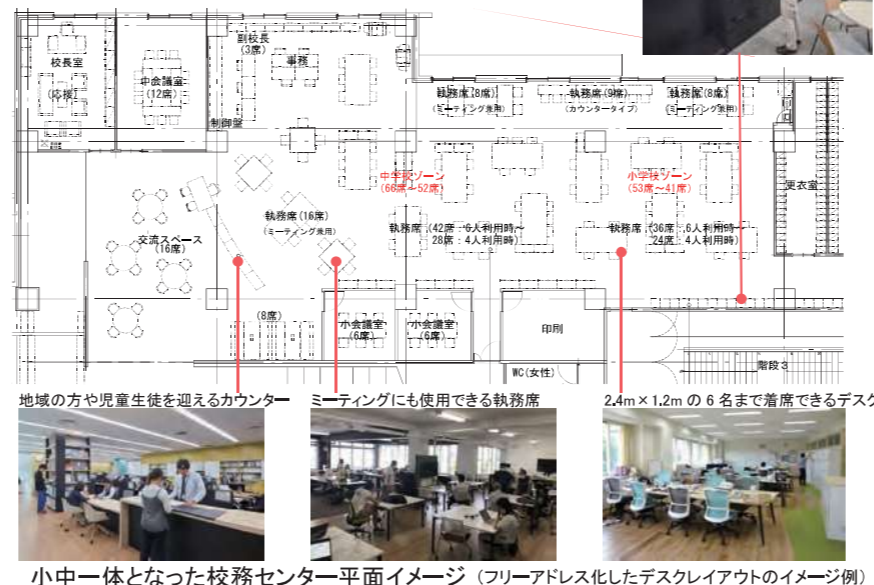 副校長
(3席)
事務
校長室
(応接)
中会議室
(12席)
制御盤
執務席(8席)
(ミーティング兼用)
執務席(9席)
(カウンタータイプ)
執務席(8席)
(ミーティング兼用)
中学校ゾーン
(66席~52席)
小学校ゾーン
(53席~41席)
更衣室
執務席(16席)
(ミーティング兼用)
執務席(42席:6人利用時~
28席:4人利用時)
執務席(36席:6人利用時~
24席:4人利用時)
交流スペース
(16席)
(8席)
小会議室
(6席)
小会議室
(6席)
印刷
WC(女性)
階段3
地域の方や児童生徒を迎えるカウンター
ミーティングにも使用できる執務席
2.4m×1.2mの6名まで着席できるデスク
小中一体となった校務センター平面イメージ(フリーアドレス化したデスクレイアウトのイメージ例)